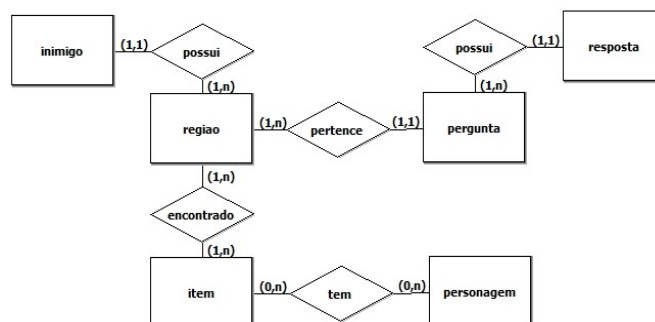 inimigo
(1,1)
possui
(1,n)
possui
(1,1)
resposta
(1,n)
regiao
(1,n)
pertence
(1,1)
pergunta
(1,n)
encontrado
(1,n)
item
(0,n)
tem
(0,n)
personagem